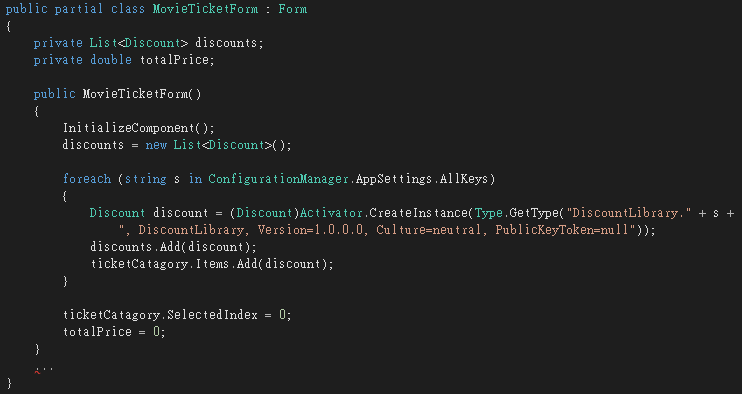 public partial class MovieTicketForm : Form
{
    private List<Discount> discounts;
    private double totalPrice;

    public MovieTicketForm()
    {
        InitializeComponent();
        discounts = new List<Discount>();

        foreach (string s in ConfigurationManager.AppSettings.AllKeys)
        {
            Discount discount = (Discount)Activator.CreateInstance(Type.GetType("DiscountLibrary." + s +
                ", DiscountLibrary, Version=1.0.0.0, Culture=neutral, PublicKeyToken=null"));
            discounts.Add(discount);
            ticketCatagory.Items.Add(discount);
        }

        ticketCatagory.SelectedIndex = 0;
        totalPrice = 0;
    }
    ...
}